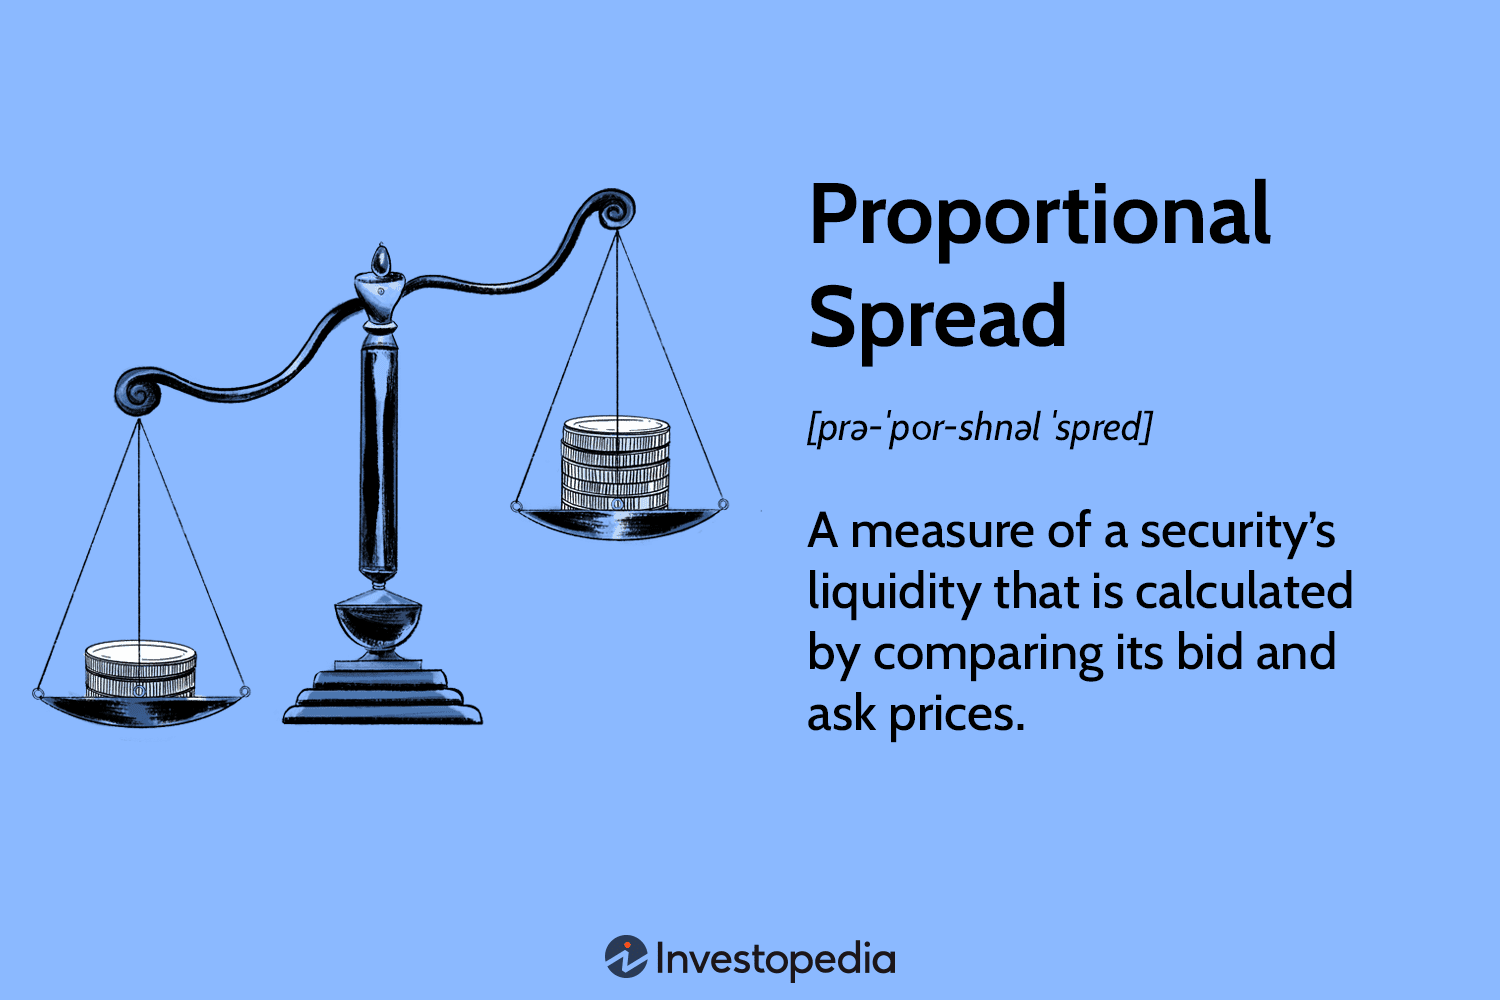 Proportional
Spread
[prə-ˈpor-shnəl ˈspred]
A measure of a security’s
liquidity that is calculated
by comparing its bid and
ask prices.
Investopedia